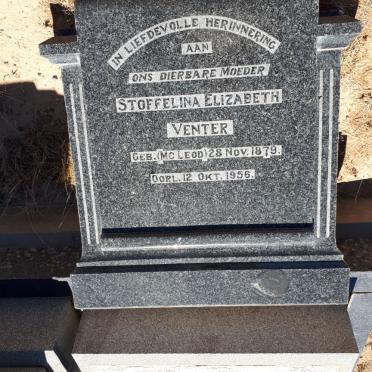 IN LIEFDEVOLLE HERINNERING
AAN
ONS DIERBARE MOEDER
STOFFELINA ELIZABETH
VENTER
GEB. (MC LEOD) 28 NOV. 1879.
OORL. 12 OKT. 1956.